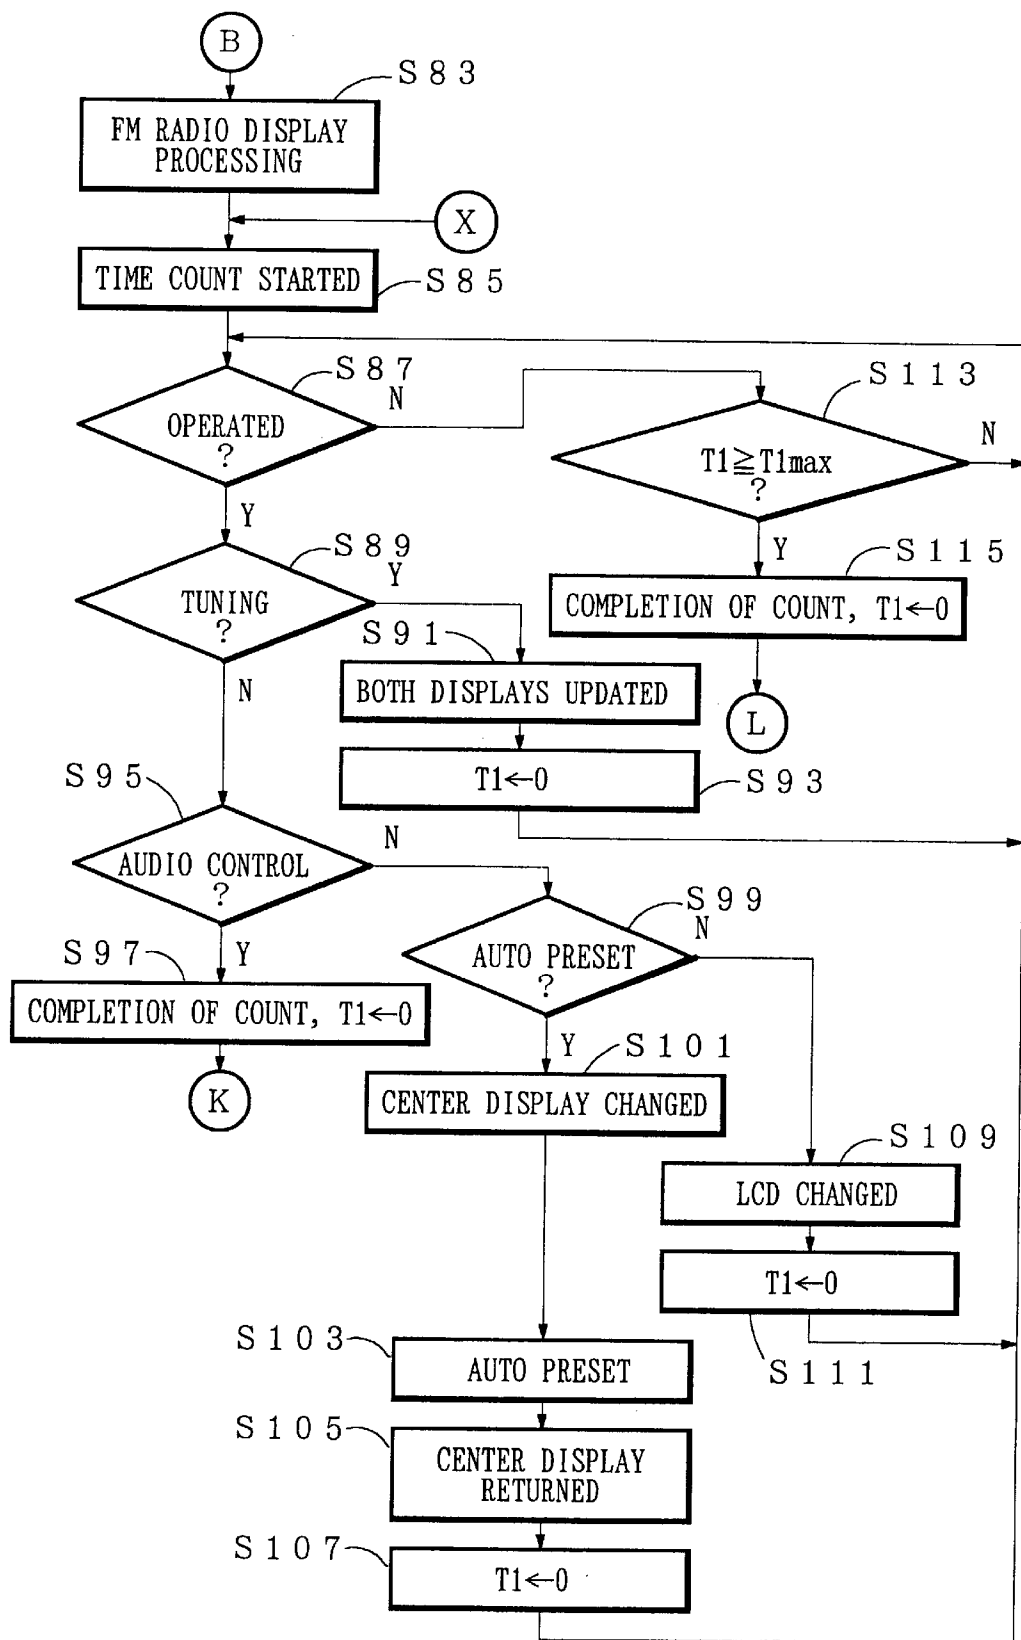 B
S83
FM RADIO DISPLAY
PROCESSING
X
TIME COUNT STARTED
S85
S87
N
OPERATED
?
Y
S113
N
T1≧T1max
?
Y
S115
COMPLETION OF COUNT, T1←0
L
S89
Y
TUNING
?
N
S91
BOTH DISPLAYS UPDATED
T1←0
S93
S95
N
AUDIO CONTROL
?
Y
S97
COMPLETION OF COUNT, T1←0
K
S99
N
AUTO PRESET
?
Y
S101
CENTER DISPLAY CHANGED
S109
LCD CHANGED
T1←0
S111
S103
AUTO PRESET
S105
CENTER DISPLAY
RETURNED
S107
T1←0